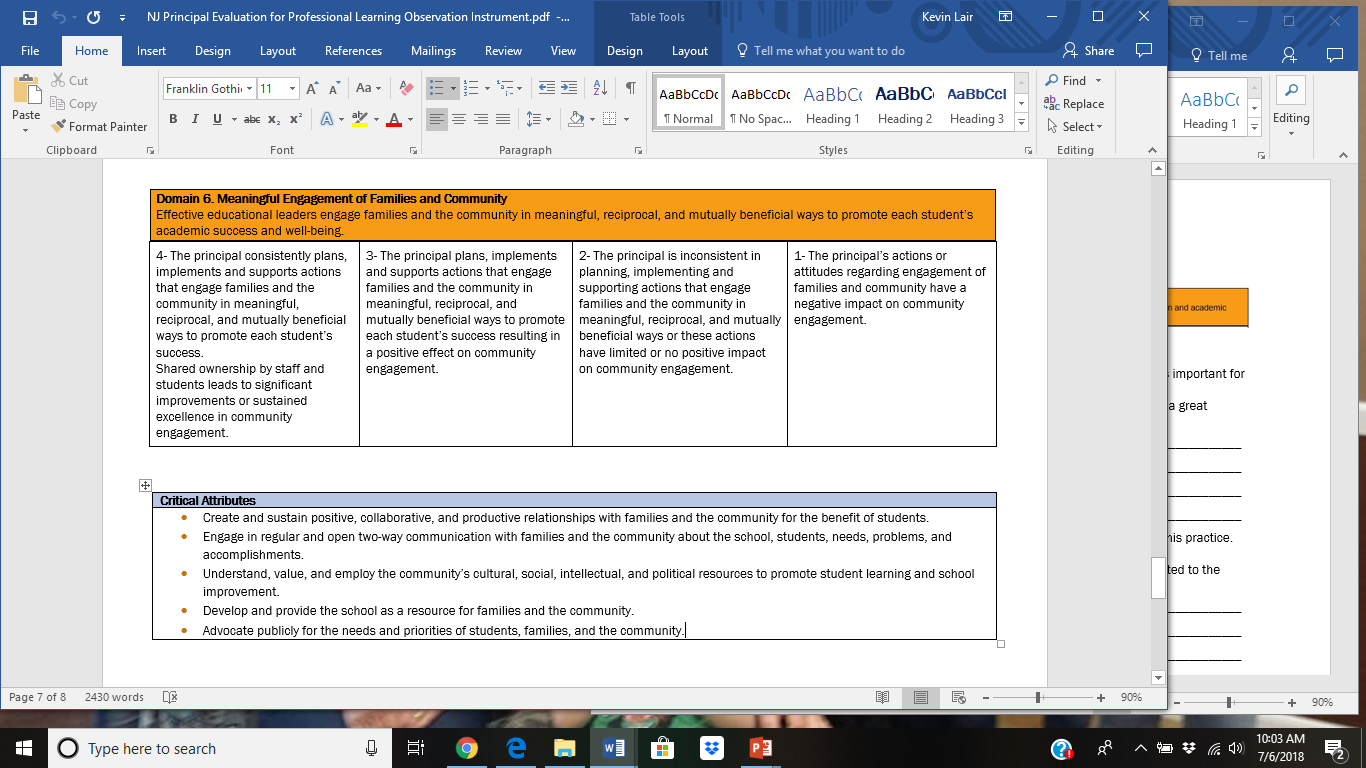 NJ Principal Evaluation for Professional Learning Observation Instrument.pdf -...
Table Tools
Kevin Lair
File
Home
Insert
Design
Layout
References
Mailings
Review
View
Design
Layout
Tell me what you want to do
Share
Tell me
Paste
Cut
Copy
Format Painter
Clipboard
Franklin Gothi
11
Font
Paragraph
AaBbCcDc
¶ Normal
AaBbCcDc
¶ No Spac...
AaBbCc
Heading 1
AaBbC
Heading 2
AaBbCcI
Heading 3
Styles
Find
Replace
Select
Editing
AaBbCc
Heading 1
Editing
Domain 6. Meaningful Engagement of Families and Community
Effective educational leaders engage families and the community in meaningful, reciprocal, and mutually beneficial ways to promote each student’s
academic success and well-being.
4- The principal consistently plans,
implements and supports actions
that engage families and the
community in meaningful,
reciprocal, and mutually beneficial
ways to promote each student’s
success.
Shared ownership by staff and
students leads to significant
improvements or sustained
excellence in community
engagement.
3- The principal plans, implements
and supports actions that engage
families and the community in
meaningful, reciprocal, and
mutually beneficial ways to promote
each student’s success resulting in
a positive effect on community
engagement.
2- The principal is inconsistent in
planning, implementing and
supporting actions that engage
families and the community in
meaningful, reciprocal, and mutually
beneficial ways or these actions
have limited or no positive impact
on community engagement.
1- The principal’s actions or
attitudes regarding engagement of
families and community have a
negative impact on community
engagement.
Critical Attributes
• Create and sustain positive, collaborative, and productive relationships with families and the community for the benefit of students.
• Engage in regular and open two-way communication with families and the community about the school, students, needs, problems, and
accomplishments.
• Understand, value, and employ the community’s cultural, social, intellectual, and political resources to promote student learning and school
improvement.
• Develop and provide the school as a resource for families and the community.
• Advocate publicly for the needs and priorities of students, families, and the community.
n and academic
s important for
a great
his practice.
ted to the
Page 7 of 8
2430 words
90%
90%
Type here to search
10:03 AM
7/6/2018
2